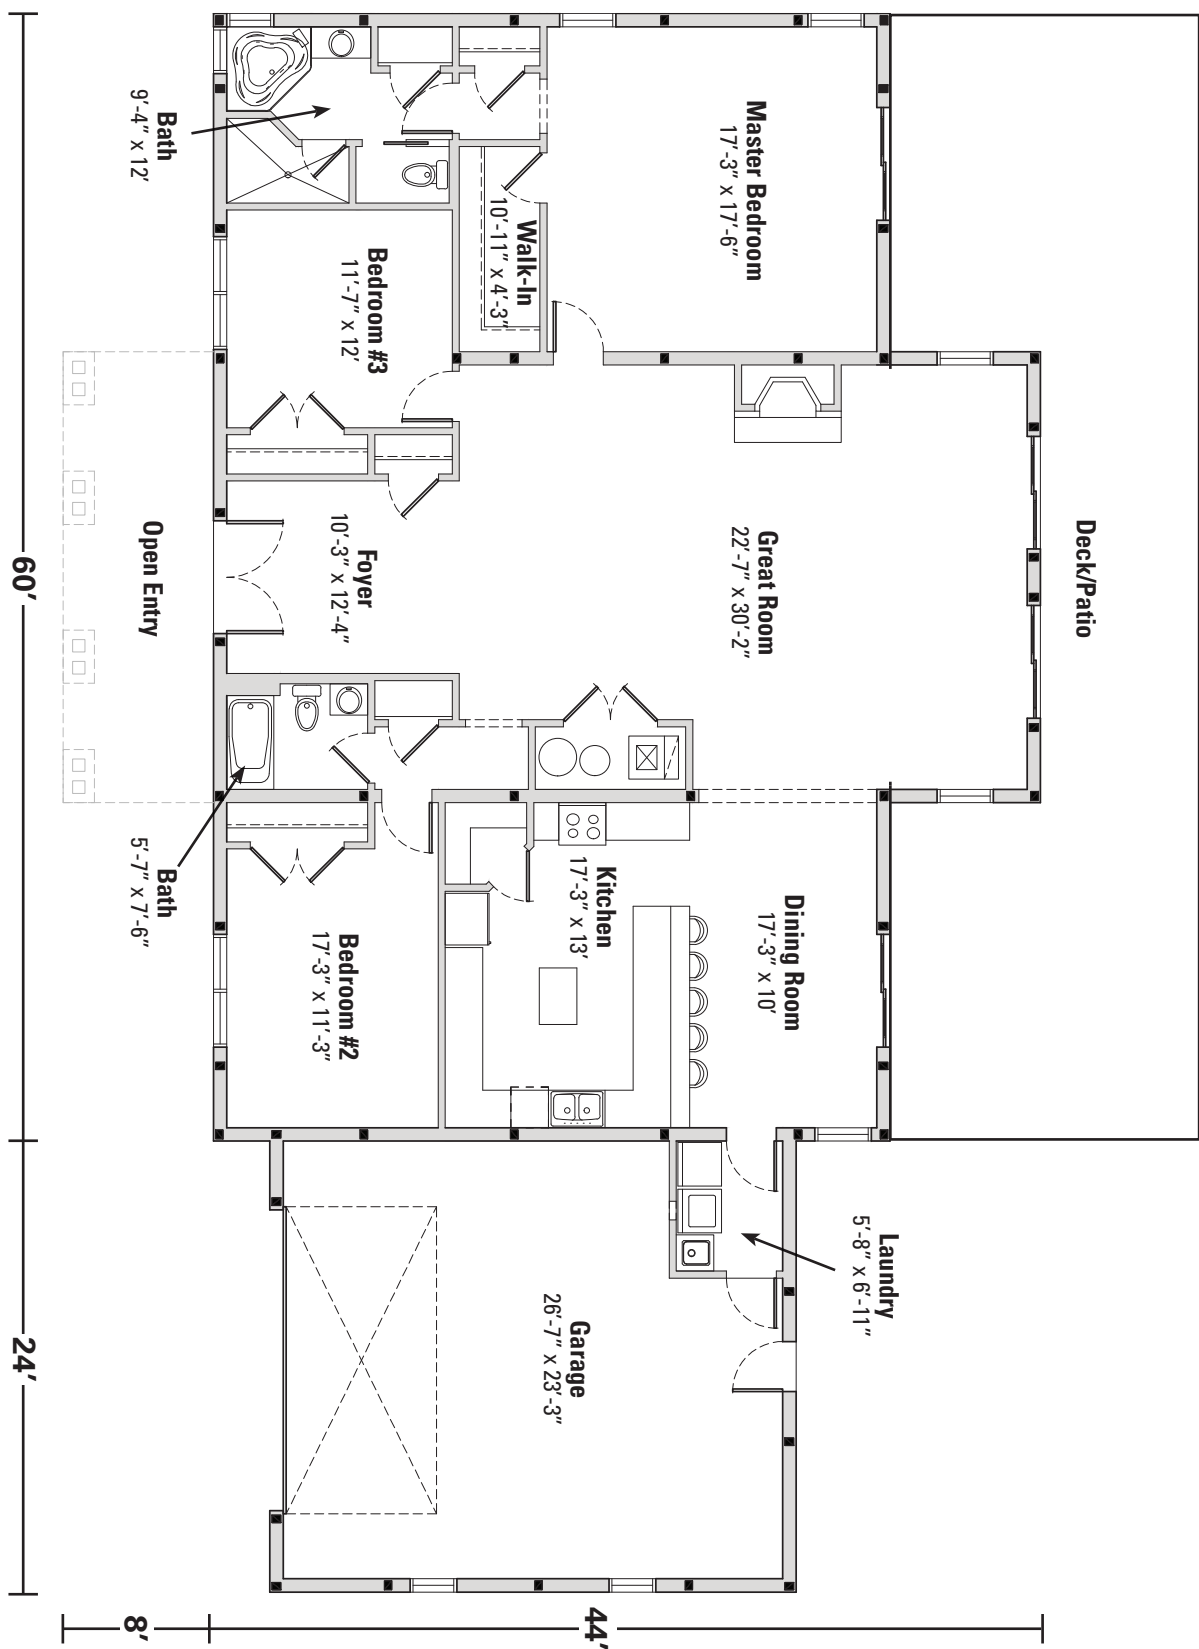 Deck/Patio
Master Bedroom
17'-3" x 17'-6"
Great Room
22'-7" x 30'-2"
Dining Room
17'-3" x 10'
Laundry
5'-8" x 6'-11"
Walk-In
10'-11" x 4'-3"
Kitchen
17'-3" x 13'
Garage
26'-7" x 23'-3"
Bedroom #3
11'-7" x 12'
Foyer
10'-3" x 12'-4"
Bedroom #2
17'-3" x 11'-3"
Bath
9'-4" x 12'
Open Entry
Bath
5'-7" x 7'-6"
60'
24'
44'
8'